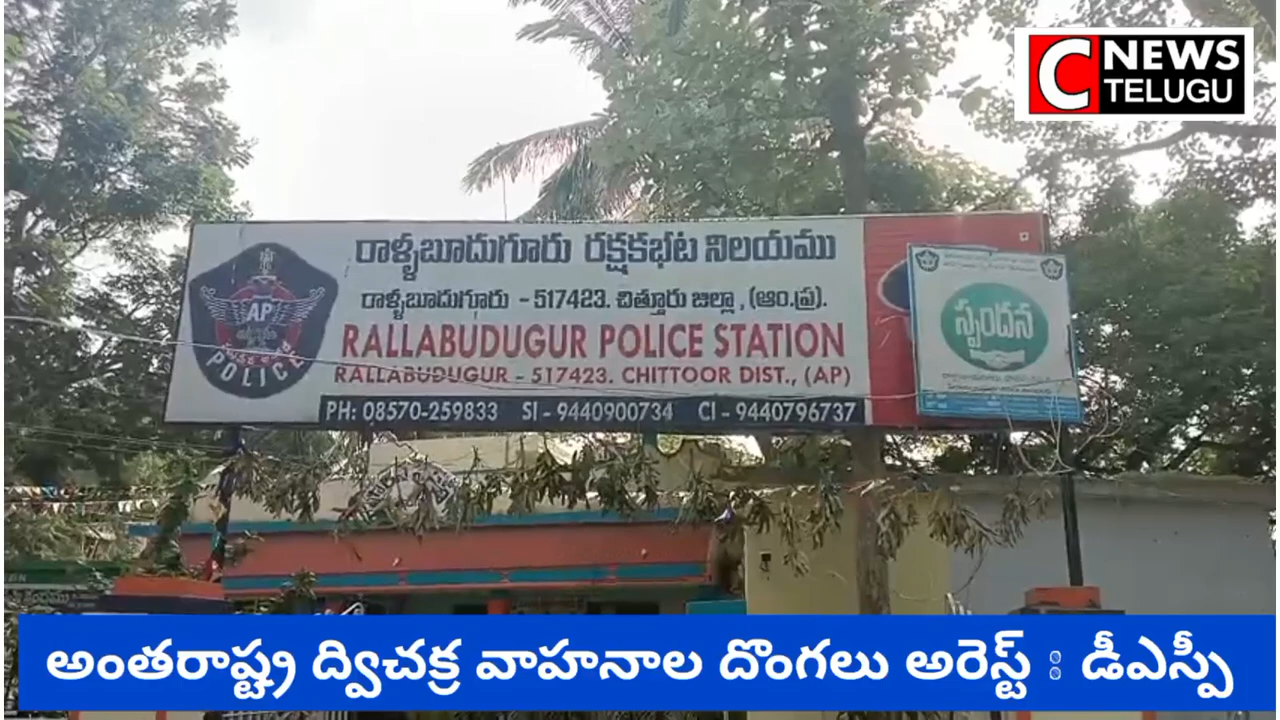 C NEWS
TELUGU
రాళ్ళబూదుగూరు రక్షకభట నిలయము
రాళ్ళబూదుగూరు - 517423. చిత్తూరు జిల్లా, (ఆం.ప్ర).
RALLABUDUGUR POLICE STATION
RALLABUDUGUR - 517423. CHITTOOR DIST., (AP)
PH: 08570-259833 SI - 9440900734 CI - 9440796737
AP
POLICE
స్పందన
అంతరాష్ట్ర ద్విచక్ర వాహనాల దొంగలు అరెస్ట్ : డీఎస్పీ